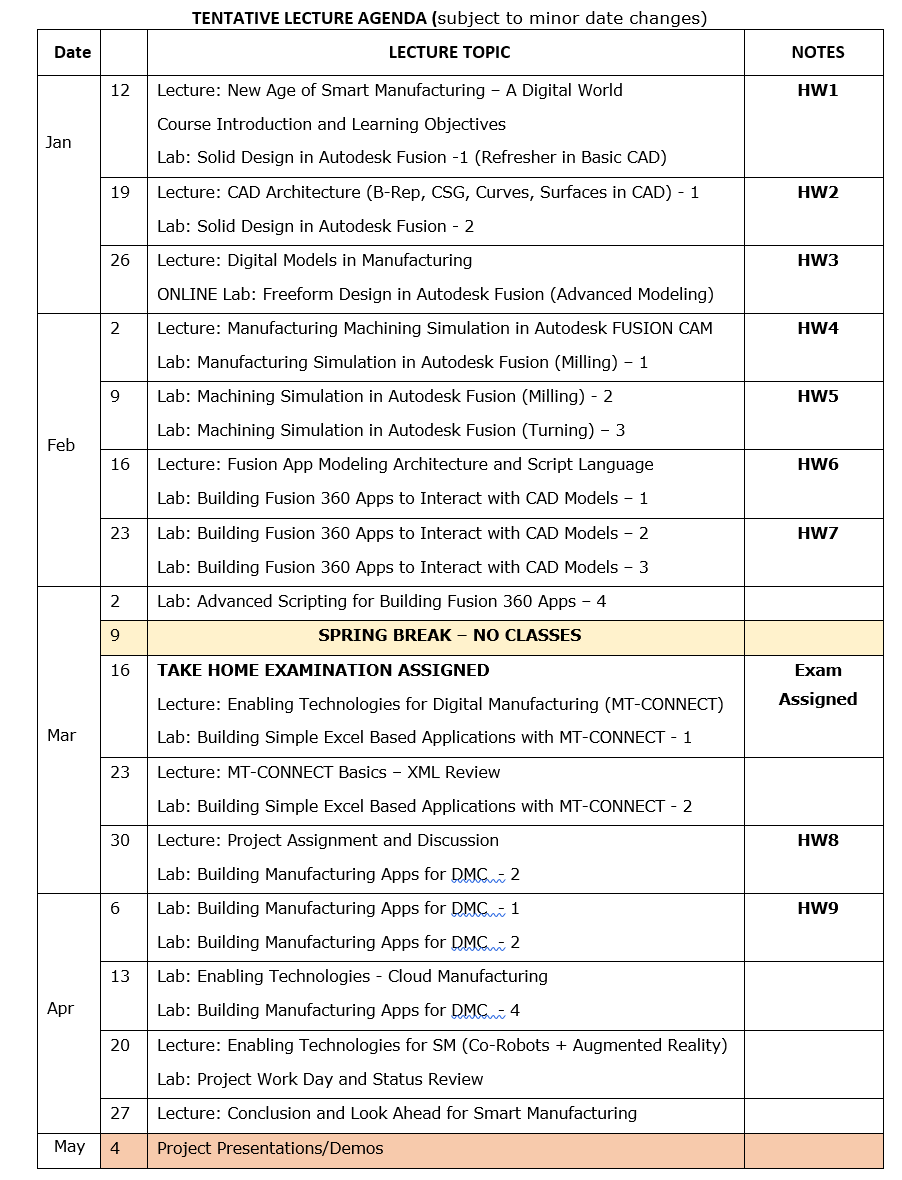 TENTATIVE LECTURE AGENDA (subject to minor date changes)
Date LECTURE TOPIC NOTES
Jan
12 Lecture: New Age of Smart Manufacturing – A Digital World HW1
Course Introduction and Learning Objectives
Lab: Solid Design in Autodesk Fusion -1 (Refresher in Basic CAD)
19 Lecture: CAD Architecture (B-Rep, CSG, Curves, Surfaces in CAD) - 1 HW2
Lab: Solid Design in Autodesk Fusion - 2
26 Lecture: Digital Models in Manufacturing HW3
ONLINE Lab: Freeform Design in Autodesk Fusion (Advanced Modeling)
Feb
2 Lecture: Manufacturing Machining Simulation in Autodesk FUSION CAM HW4
Lab: Manufacturing Simulation in Autodesk Fusion (Milling) – 1
9 Lab: Machining Simulation in Autodesk Fusion (Milling) - 2 HW5
Lab: Machining Simulation in Autodesk Fusion (Turning) – 3
16 Lecture: Fusion App Modeling Architecture and Script Language HW6
Lab: Building Fusion 360 Apps to Interact with CAD Models – 1
23 Lab: Building Fusion 360 Apps to Interact with CAD Models – 2 HW7
Lab: Building Fusion 360 Apps to Interact with CAD Models – 3
Mar
2 Lab: Advanced Scripting for Building Fusion 360 Apps – 4
9 SPRING BREAK – NO CLASSES
16 TAKE HOME EXAMINATION ASSIGNED Exam
Assigned
Lecture: Enabling Technologies for Digital Manufacturing (MT-CONNECT)
Lab: Building Simple Excel Based Applications with MT-CONNECT - 1
23 Lecture: MT-CONNECT Basics – XML Review
Lab: Building Simple Excel Based Applications with MT-CONNECT - 2
30 Lecture: Project Assignment and Discussion HW8
Lab: Building Manufacturing Apps for DMC - 2
Apr
6 Lab: Building Manufacturing Apps for DMC - 1 HW9
Lab: Building Manufacturing Apps for DMC - 2
13 Lab: Enabling Technologies - Cloud Manufacturing
Lab: Building Manufacturing Apps for DMC - 4
20 Lecture: Enabling Technologies for SM (Co-Robots + Augmented Reality)
Lab: Project Work Day and Status Review
27 Lecture: Conclusion and Look Ahead for Smart Manufacturing
May
4 Project Presentations/Demos